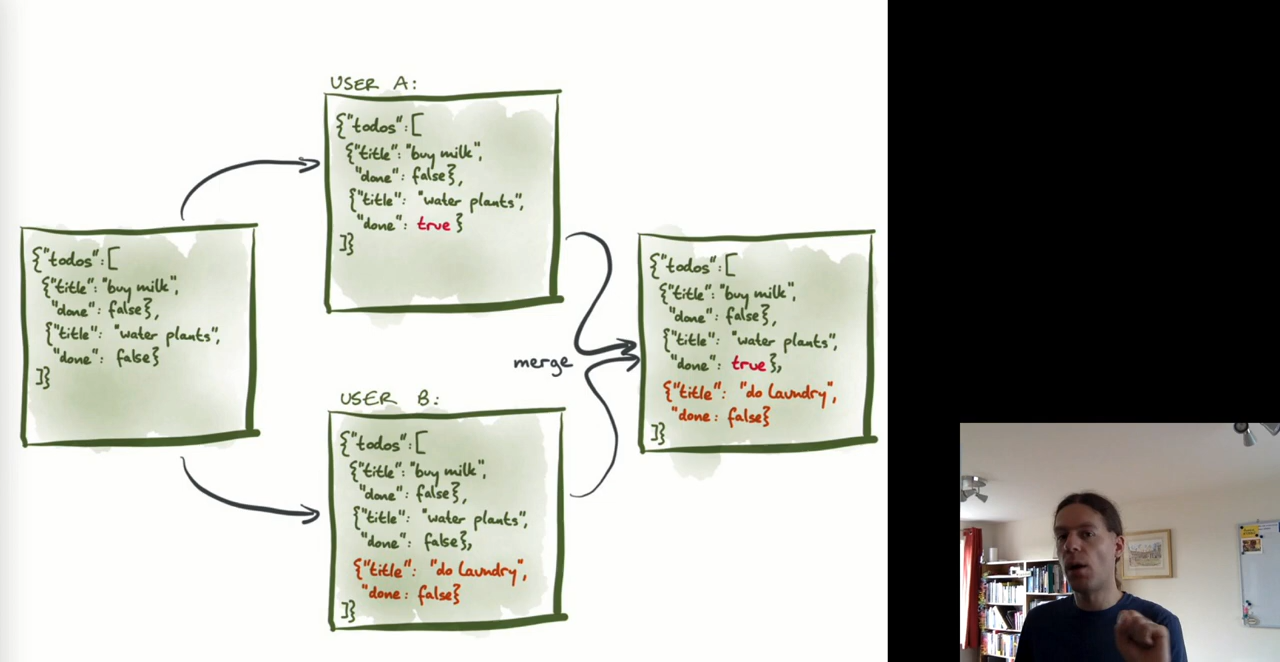 USER A:
{"todos":[
{"title": "buy milk",
"done": false},
{"title": "water plants",
"done": true}
]}
{"todos":[
{"title": "buy milk",
"done": false},
{"title": "water plants",
"done": false}
]}
merge
USER B:
{"todos":[
{"title": "buy milk",
"done": false},
{"title": "water plants",
"done": false},
{"title": "do laundry",
"done: false}
]}
{"todos":[
{"title": "buy milk",
"done": false},
{"title": "water plants",
"done": true},
{"title": "do laundry",
"done: false}
]}